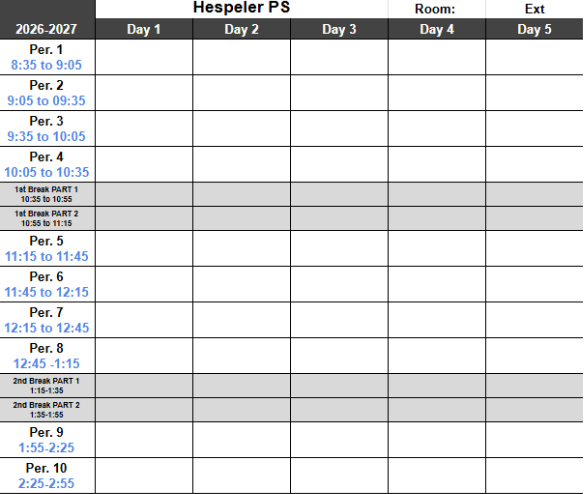 Hespeler PS Room: Ext
2026-2027 Day 1 Day 2 Day 3 Day 4 Day 5
Per. 1
8:35 to 9:05
Per. 2
9:05 to 09:35
Per. 3
9:35 to 10:05
Per. 4
10:05 to 10:35
1st Break PART 1
10:35 to 10:55
1st Break PART 2
10:55 to 11:15
Per. 5
11:15 to 11:45
Per. 6
11:45 to 12:15
Per. 7
12:15 to 12:45
Per. 8
12:45 -1:15
2nd Break PART 1
1:15-1:35
2nd Break PART 2
1:35-1:55
Per. 9
1:55-2:25
Per. 10
2:25-2:55